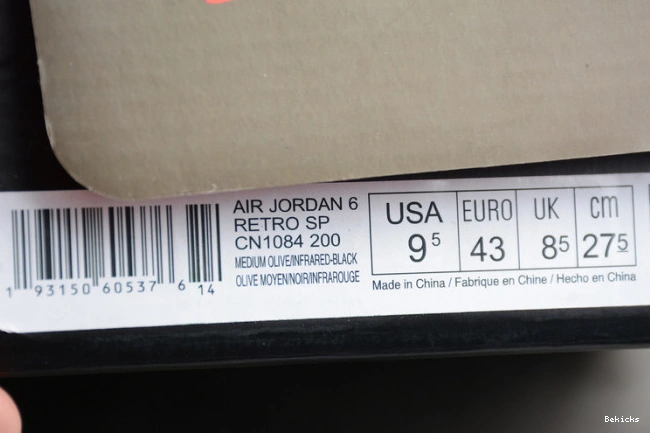 AIR JORDAN 6
RETRO SP
CN1084 200
MEDIUM OLIVE/INFRARED-BLACK
OLIVE MOYEN/NOIR/INFRAROUGE
USA EURO UK cm
9 5 43 8 5 27 5
Made in China / Fabrique en Chine / Hecho en China
1 93150 60537 6 14
Bekicks